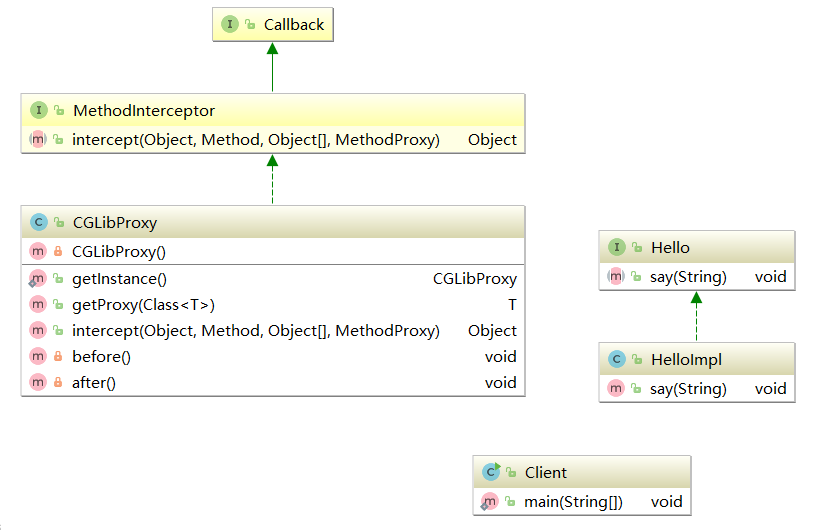 I Callback
I MethodInterceptor
m intercept(Object, Method, Object[], MethodProxy) Object
C CGLibProxy
m CGLibProxy()
m getInstance() CGLibProxy
m getProxy(Class<T>) T
m intercept(Object, Method, Object[], MethodProxy) Object
m before() void
m after() void
I Hello
m say(String) void
C HelloImpl
m say(String) void
C Client
m main(String[]) void